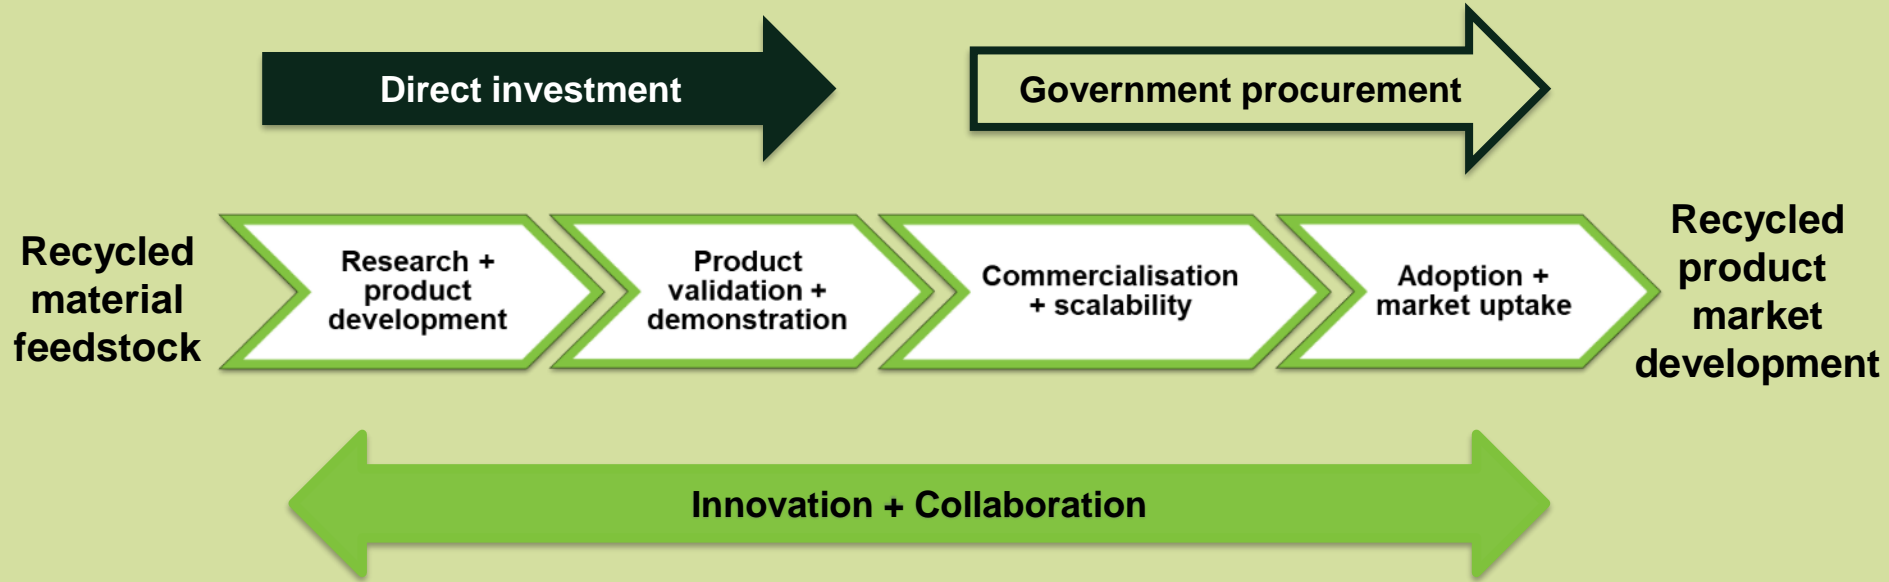 Direct investment
Government procurement
Recycled
material
feedstock
Research +
product
development
Product
validation +
demonstration
Commercialisation
+ scalability
Adoption +
market uptake
Recycled
product
market
development
Innovation + Collaboration